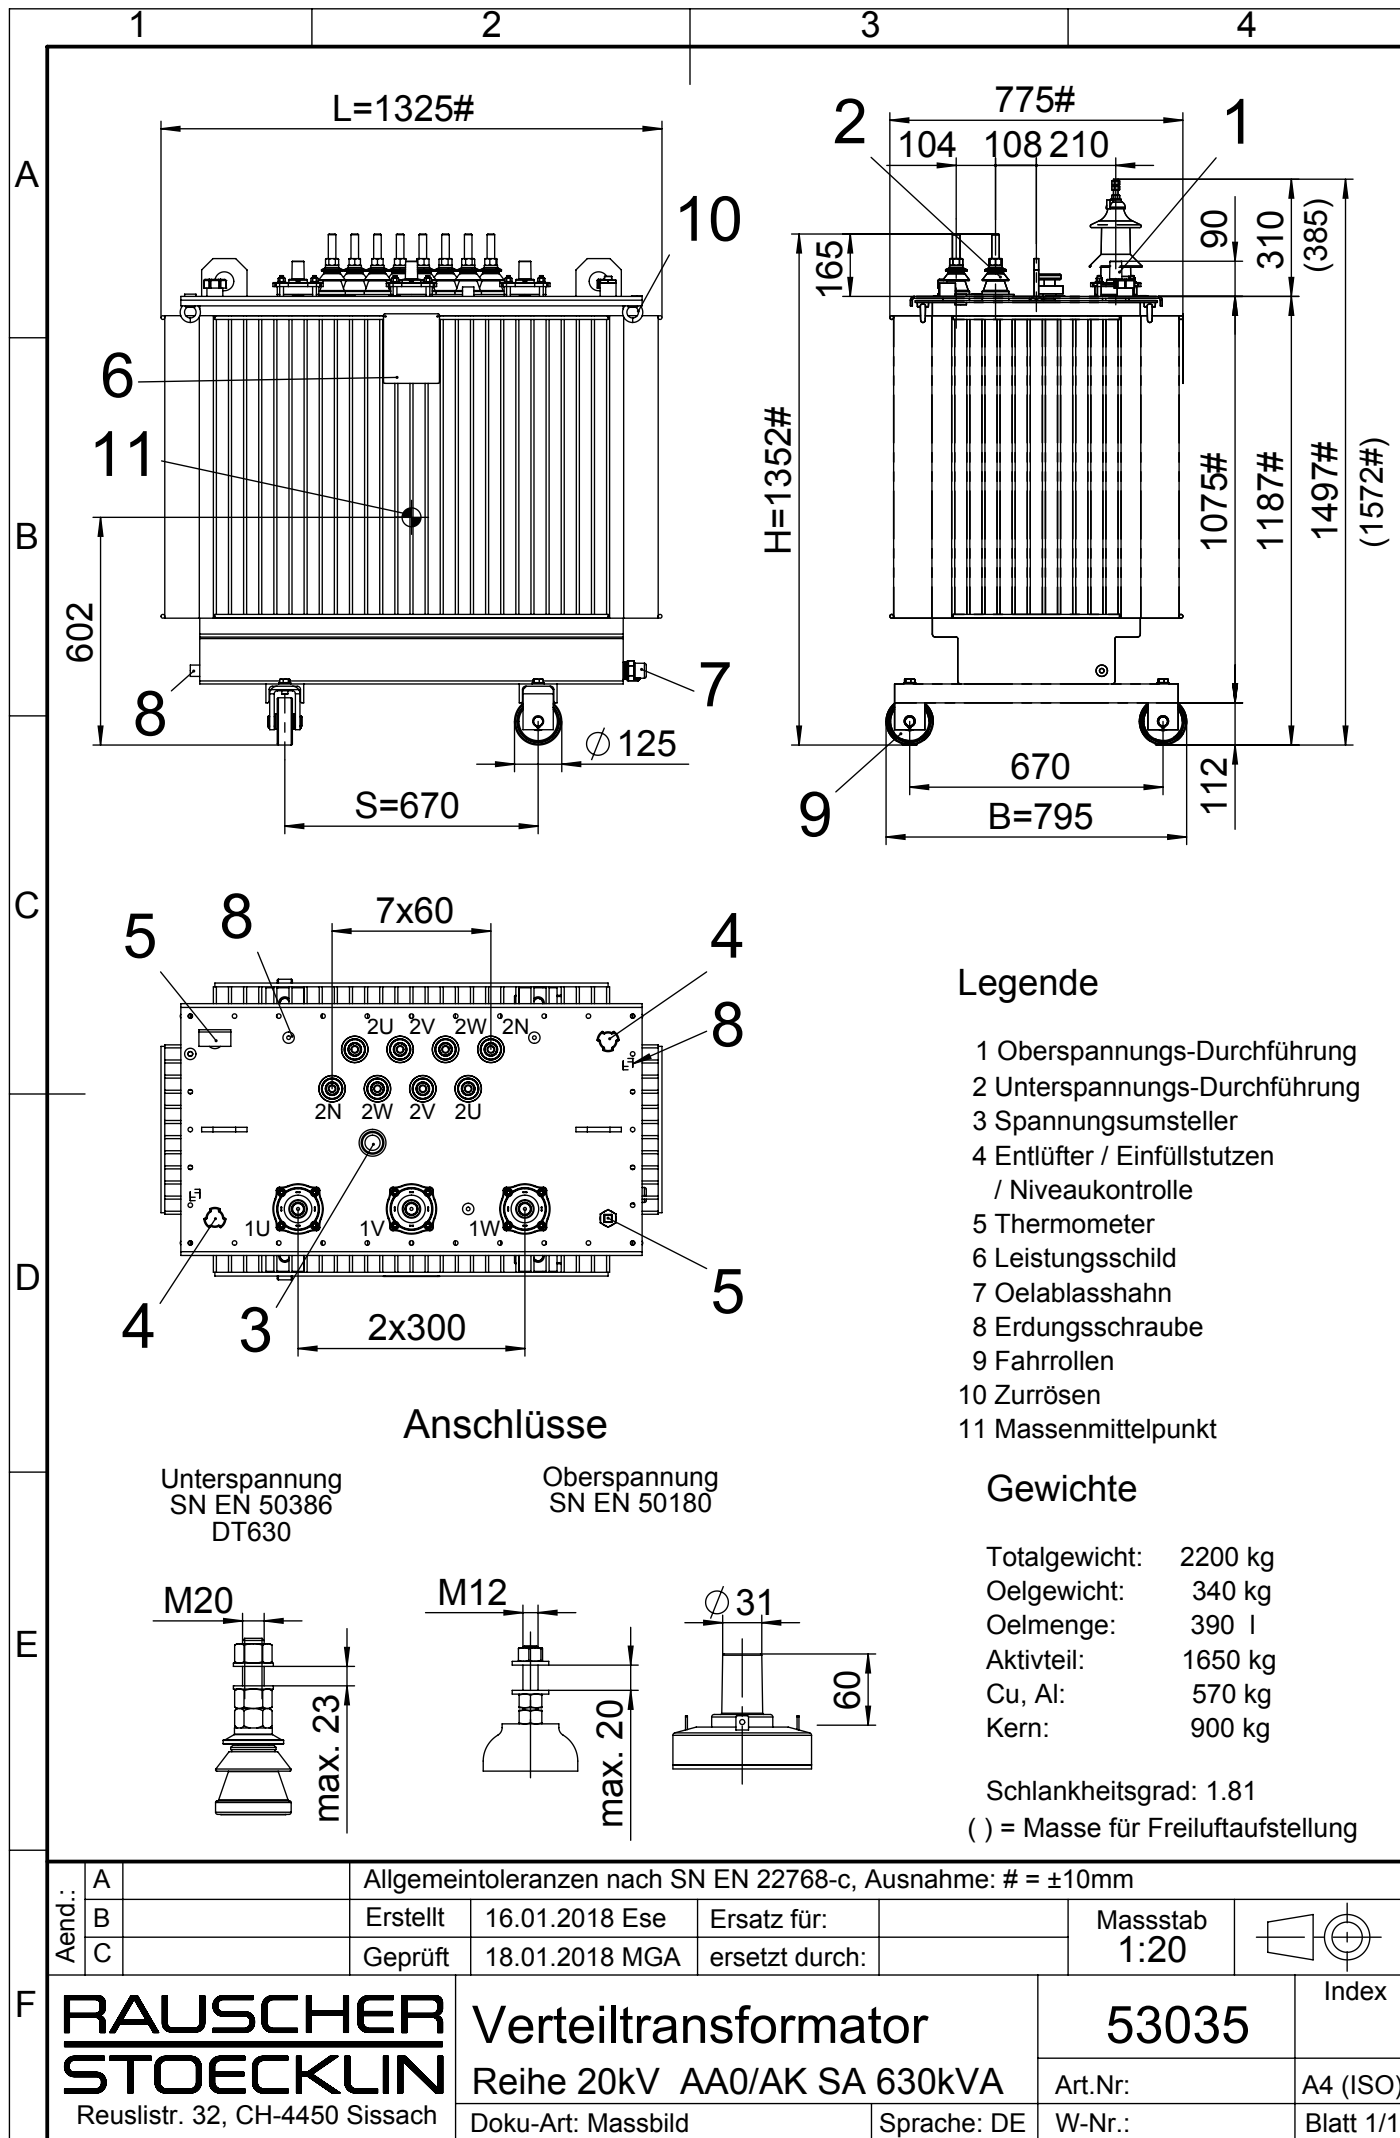 1 2 3 4
A
B
C
D
E
F
L=1325#
10
6
11
602
8
7
Ø 125
S=670
775#
2
1
104 108 210
165
90
310
(385)
H=1352#
1075#
1187#
1497#
(1572#)
670
112
9
B=795
7x60
5
8
4
8
2U 2V 2W 2N
2N 2W 2V 2U
1U 1V 1W
4
3
5
2x300
Legende
1 Oberspannungs-Durchführung
2 Unterspannungs-Durchführung
3 Spannungsumsteller
4 Entlüfter / Einfüllstutzen
/ Niveaukontrolle
5 Thermometer
6 Leistungsschild
7 Oelablasshahn
8 Erdungsschraube
9 Fahrrollen
10 Zurrösen
11 Massenmittelpunkt
Anschlüsse
Unterspannung
SN EN 50386
DT630
Oberspannung
SN EN 50180
M20
max. 23
M12
max. 20
Ø 31
60
Gewichte
Totalgewicht: 2200 kg
Oelgewicht: 340 kg
Oelmenge: 390 l
Aktivteil: 1650 kg
Cu, Al: 570 kg
Kern: 900 kg
Schlankheitsgrad: 1.81
( ) = Masse für Freiluftaufstellung
Aend.:
A
B
C
Allgemeintoleranzen nach SN EN 22768-c, Ausnahme: # = ±10mm
Erstellt 16.01.2018 Ese Ersatz für:
Geprüft 18.01.2018 MGA ersetzt durch:
Massstab
1:20
RAUSCHER
STOECKLIN
Reuslistr. 32, CH-4450 Sissach
Verteiltransformator
Reihe 20kV AA0/AK SA 630kVA
Doku-Art: Massbild Sprache: DE
53035
Index
Art.Nr: A4 (ISO)
W-Nr.: Blatt 1/1